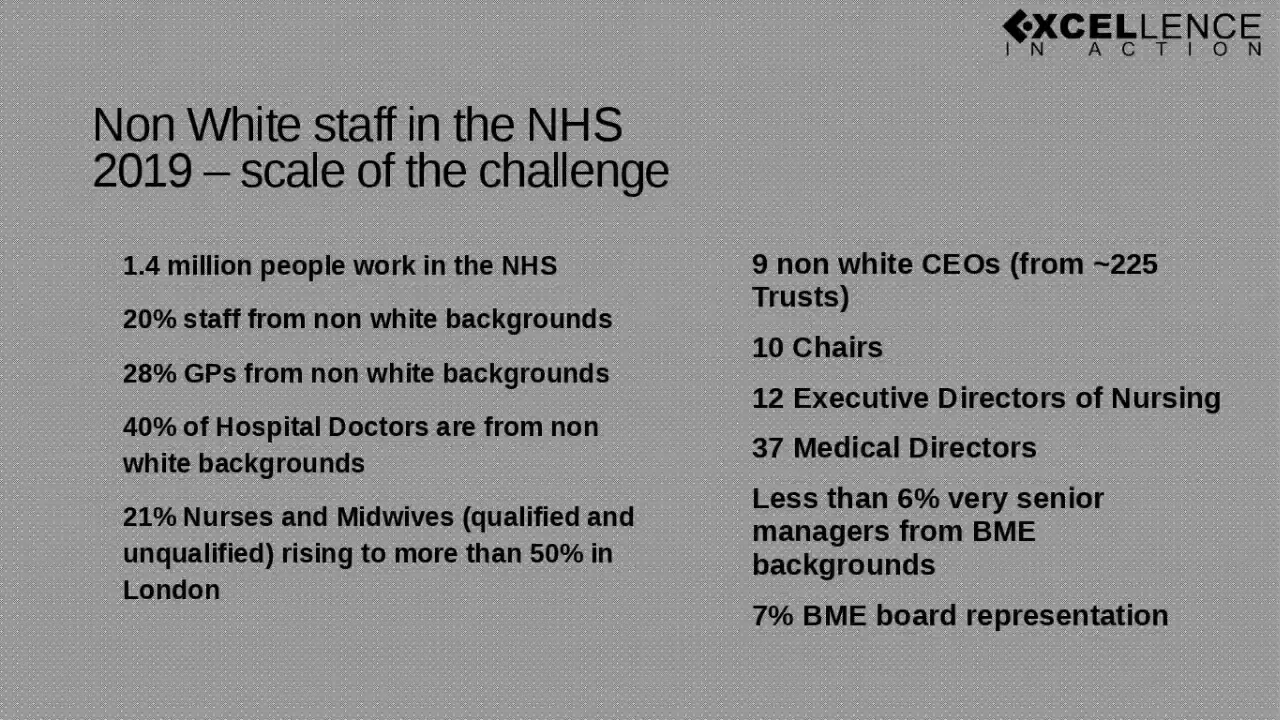 EXCELLENCE
IN ACTION
Non White staff in the NHS
2019 – scale of the challenge
1.4 million people work in the NHS
20% staff from non white backgrounds
28% GPs from non white backgrounds
40% of Hospital Doctors are from non
white backgrounds
21% Nurses and Midwives (qualified and
unqualified) rising to more than 50% in
London
9 non white CEOs (from ~225
Trusts)
10 Chairs
12 Executive Directors of Nursing
37 Medical Directors
Less than 6% very senior
managers from BME
backgrounds
7% BME board representation